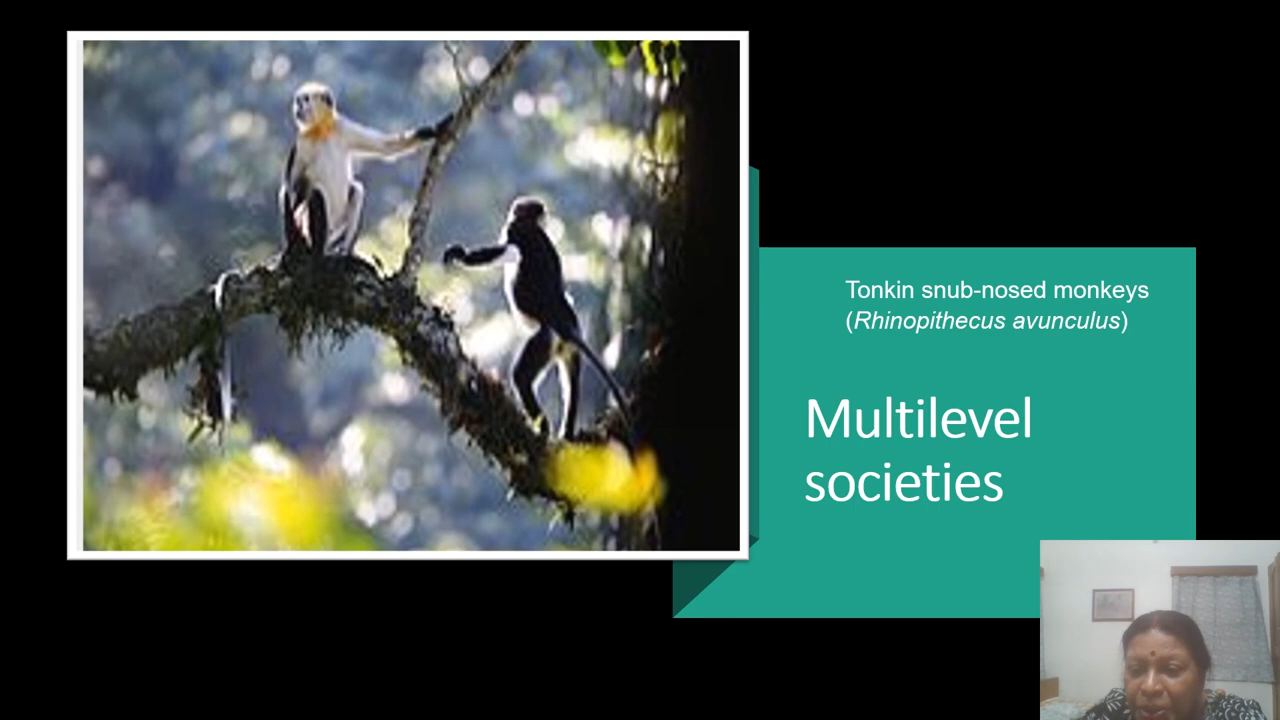 Tonkin snub-nosed monkeys
(Rhinopithecus avunculus)
Multilevel
societies